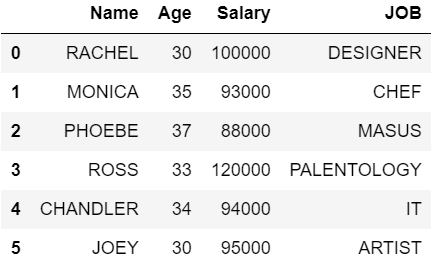 Name Age Salary JOB
0 RACHEL 30 100000 DESIGNER
1 MONICA 35 93000 CHEF
2 PHOEBE 37 88000 MASUS
3 ROSS 33 120000 PALENTOLOGY
4 CHANDLER 34 94000 IT
5 JOEY 30 95000 ARTIST